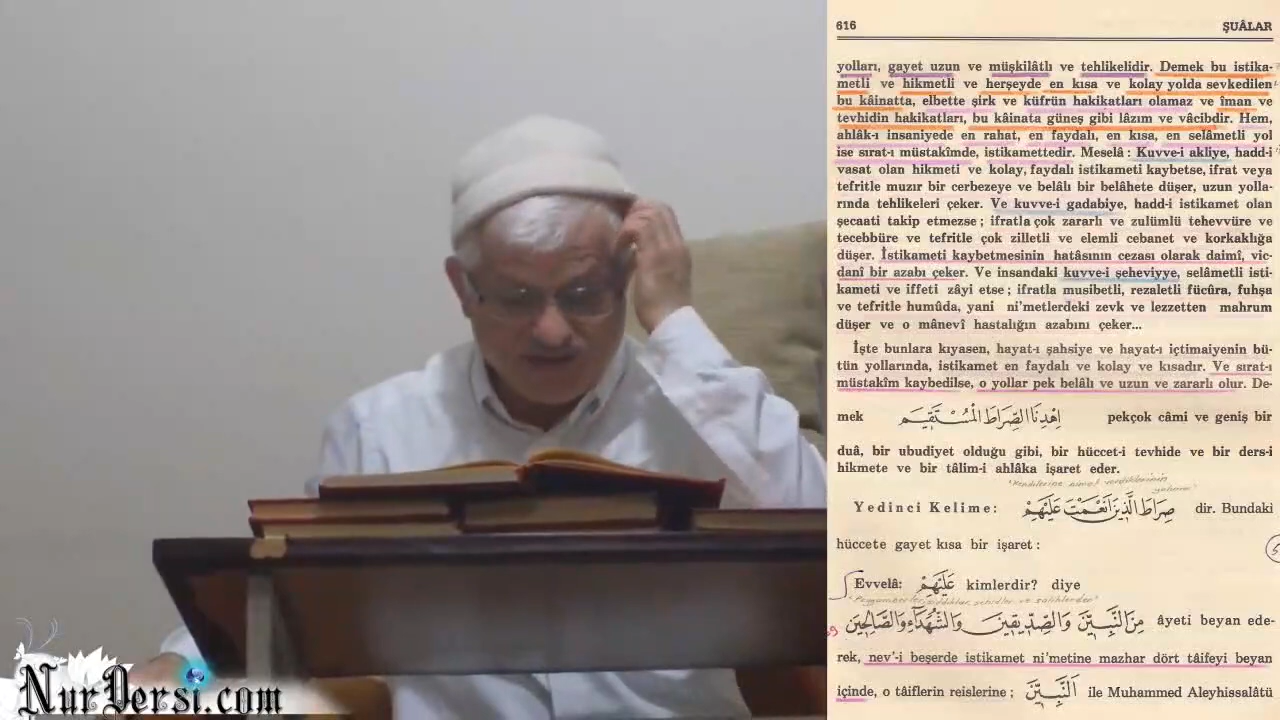 616 ŞUÂLAR
yolları, gayet uzun ve müşkilâtlı ve tehlikelidir. Demek bu istika-
metli ve hikmetli ve herşeyde en kısa ve kolay yolda sevkedilen
bu kâinatta, elbette şirk ve küfrün hakikatları olamaz ve îman ve
tevhidin hakikatları, bu kâinata güneş gibi lâzım ve vâcibdir. Hem,
ahlâk-ı insaniyede en rahat, en faydalı, en kısa, en selâmetli yol
ise sırat-ı müstakîmde, istikamettedir. Meselâ : Kuvve-i akliye, hadd-i
vasat olan hikmeti ve kolay, faydalı istikameti kaybetse, ifrat veya
tefritle muzır bir cerbezeye ve belâlı bir belâhete düşer, uzun yolla-
rında tehlikeleri çeker. Ve kuvve-i gadabiye, hadd-i istikamet olan
şecaati takip etmezse ; ifratla çok zararlı ve zulümlü tehevvüre ve
tecebbüre ve tefritle çok zilletli ve elemli cebanet ve korkaklığa
düşer. İstikameti kaybetmesinin hatâsının cezası olarak daimî, vic-
danî bir azabı çeker. Ve insandaki kuvve-i şeheviyye, selâmetli isti-
kameti ve iffeti zâyi etse ; ifratla musibetli, rezaletli fücûra, fuhşa
ve tefritle humûda, yani ni'metlerdeki zevk ve lezzetten mahrum
düşer ve o mânevî hastalığın azabını çeker...
İşte bunlara kıyasen, hayat-ı şahsiye ve hayat-ı içtimaiyenin bü-
tün yollarında, istikamet en faydalı ve kolay ve kısadır. Ve sırat-ı
müstakîm kaybedilse, o yollar pek belâlı ve uzun ve zararlı olur. De-
mek اِهْدِنَا الصِّرَاطَ الْمُسْتَقِيمَ pekçok câmi ve geniş bir
duâ, bir ubudiyet olduğu gibi, bir hüccet-i tevhide ve bir ders-i
hikmete ve bir tâlim-i ahlâka işaret eder.
"Kendilerine nimet verdiklerinin
yoluna"
Yedinci Kelime: صِرَاطَ الَّذِينَ اَنْعَمْتَ عَلَيْهِمْ dir. Bundaki
hüccete gayet kısa bir işaret :
Evvelâ: عَلَيْهِمْ kimlerdir? diye
"Peygamberler, sıddıklar, şehidler, ve salihlerden"
مِنَ النَّبِيّينَ وَالصِّدِّيقِينَ وَالشُّهَدَاءِ وَالصَّالِحِينَ âyeti beyan ede-
rek, nev'-i beşerde istikamet ni'metine mazhar dört tâifeyi beyan
içinde, o tâiflerin reislerine ; اَلنَّبِيّينَ ile Muhammed Aleyhissalâtü
NurDersi.com